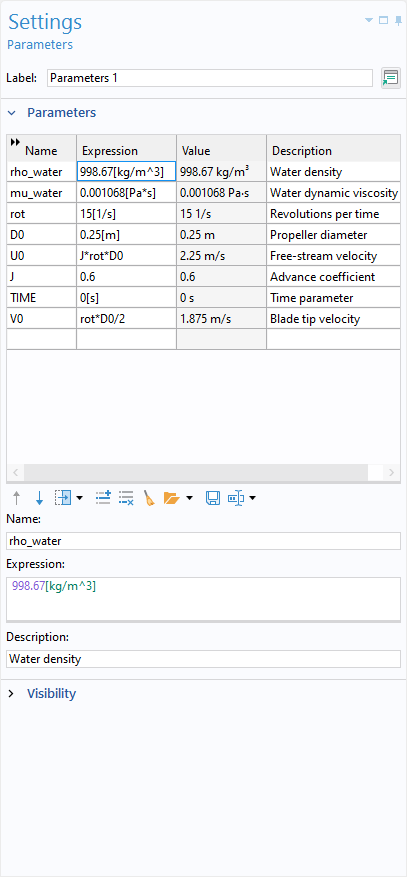 Settings
Parameters
Label: Parameters 1
Parameters
Name Expression Value Description
rho_water 998.67[kg/m^3] 998.67 kg/m³ Water density
mu_water 0.001068[Pa*s] 0.001068 Pa·s Water dynamic viscosity
rot 15[1/s] 15 1/s Revolutions per time
D0 0.25[m] 0.25 m Propeller diameter
U0 J*rot*D0 2.25 m/s Free-stream velocity
J 0.6 0.6 Advance coefficient
TIME 0[s] 0 s Time parameter
V0 rot*D0/2 1.875 m/s Blade tip velocity
Name:
rho_water
Expression:
998.67[kg/m^3]
Description:
Water density
Visibility